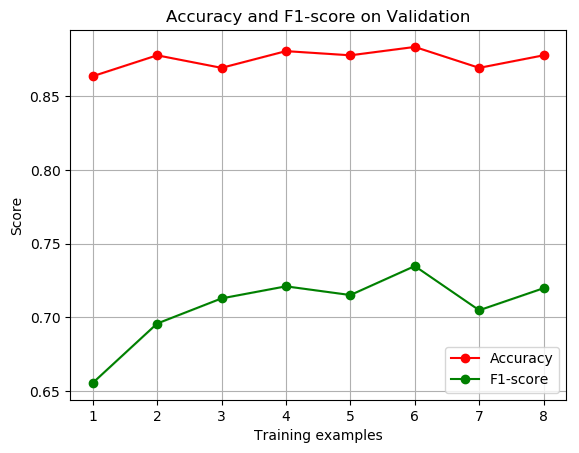 Accuracy and F1-score on Validation
Score
0.85
0.80
0.75
0.70
0.65
1 2 3 4 5 6 7 8
Training examples
Accuracy
F1-score